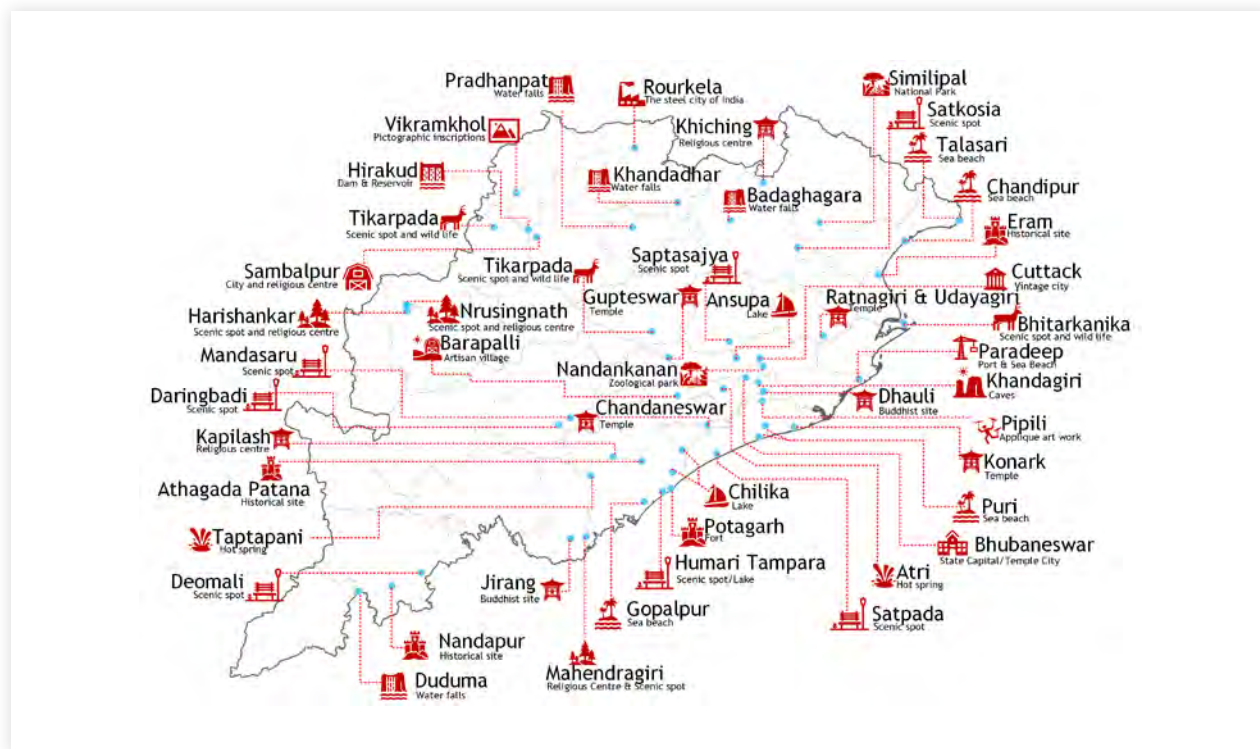 Pradhanpat
Water falls
Rourkela
The steel city of India
Similipal
National Park
Satkosia
Scenic spot
Vikramkhol
Pictographic inscriptions
Khiching
Religious centre
Talasari
Sea beach
Hirakud
Dam & Reservoir
Khandadhar
Water falls
Badaghagara
Water falls
Chandipur
Sea beach
Tikarpada
Scenic spot and wild life
Eram
Historical site
Sambalpur
City and religious centre
Tikarpada
Scenic spot and wild life
Saptasajya
Scenic spot
Cuttack
Vintage city
Gupteswar
Temple
Ansupa
Lake
Ratnagiri & Udayagiri
Temple
Harishankar
Scenic spot and religious centre
Nrusingnath
Scenic spot and religious centre
Bhitarkanika
Scenic spot and wild life
Barapalli
Artisan village
Mandasaru
Scenic spot
Paradeep
Port & Sea Beach
Nandankanan
Zoological park
Khandagiri
Caves
Daringbadi
Scenic spot
Dhauli
Buddhist site
Chandaneswar
Temple
Pipili
Applique art work
Kapilash
Religious centre
Konark
Temple
Athagada Patana
Historical site
Chilika
Lake
Puri
Sea beach
Taptapani
Hot spring
Potagarh
Fort
Bhubaneswar
State Capital/Temple City
Humari Tampara
Scenic spot/Lake
Atri
Hot spring
Deomali
Scenic spot
Jirang
Buddhist site
Gopalpur
Sea beach
Satpada
Scenic spot
Nandapur
Historical site
Mahendragiri
Religious Centre & Scenic spot
Duduma
Water falls